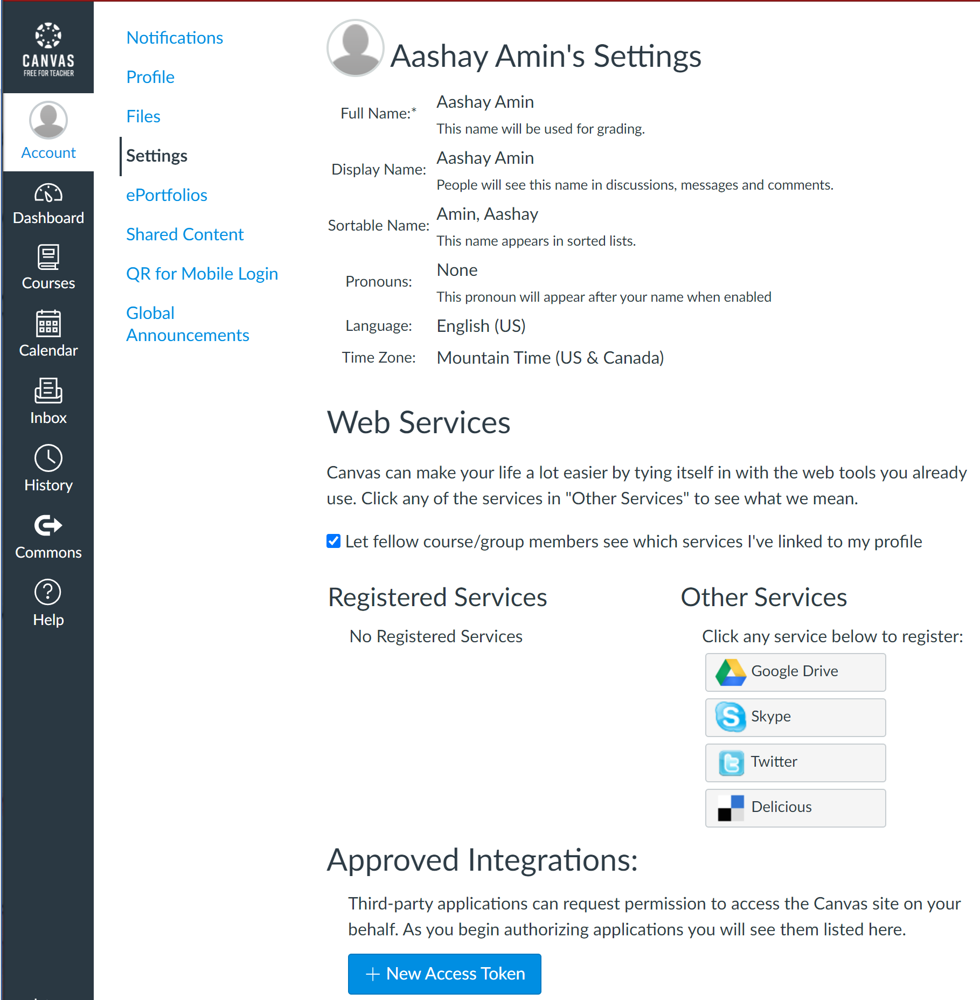 CANVAS
FREE FOR TEACHER
Account
Dashboard
Courses
Calendar
Inbox
History
Commons
Help
Notifications
Profile
Files
Settings
ePortfolios
Shared Content
QR for Mobile Login
Global
Announcements
Aashay Amin's Settings
Full Name:* Aashay Amin
This name will be used for grading.
Display Name: Aashay Amin
People will see this name in discussions, messages and comments.
Sortable Name: Amin, Aashay
This name appears in sorted lists.
Pronouns: None
This pronoun will appear after your name when enabled
Language: English (US)
Time Zone: Mountain Time (US & Canada)
Web Services
Canvas can make your life a lot easier by tying itself in with the web tools you already
use. Click any of the services in "Other Services" to see what we mean.
Let fellow course/group members see which services I've linked to my profile
Registered Services
No Registered Services
Other Services
Click any service below to register:
Google Drive
Skype
Twitter
Delicious
Approved Integrations:
Third-party applications can request permission to access the Canvas site on your
behalf. As you begin authorizing applications you will see them listed here.
+ New Access Token